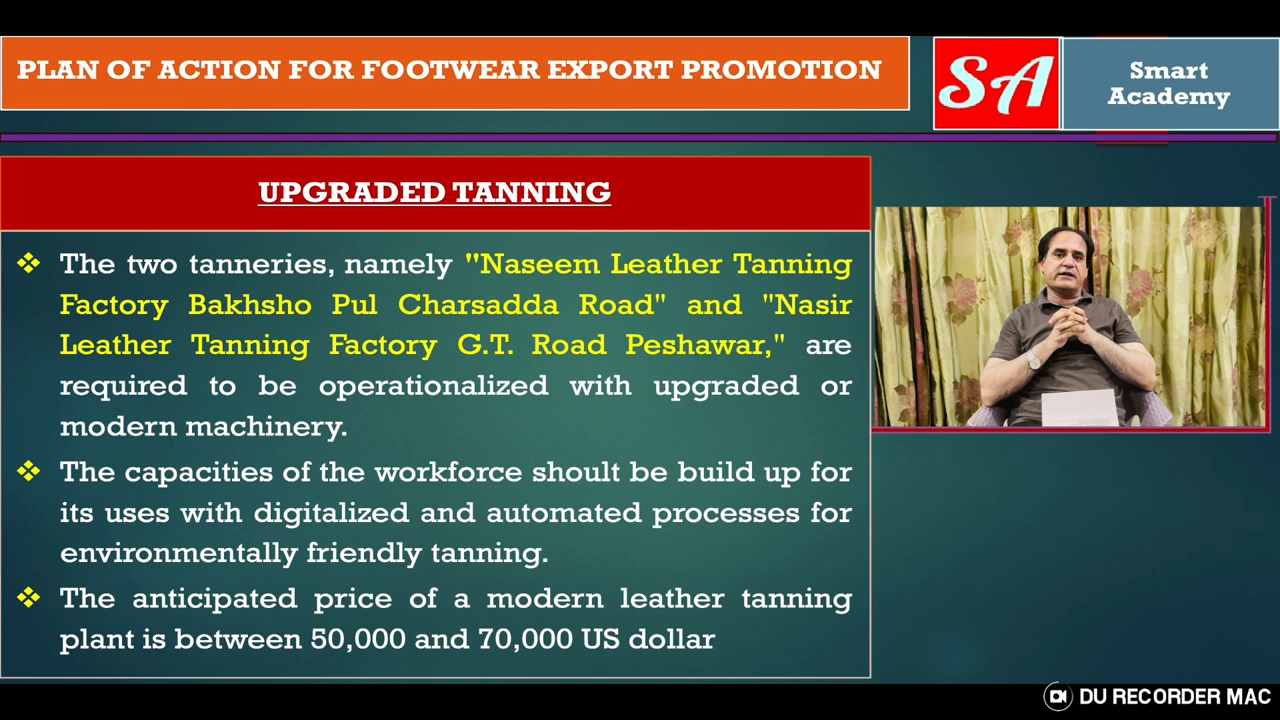 PLAN OF ACTION FOR FOOTWEAR EXPORT PROMOTION
SA
Smart
Academy
UPGRADED TANNING
The two tanneries, namely "Naseem Leather Tanning
Factory Bakhsho Pul Charsadda Road" and "Nasir
Leather Tanning Factory G.T. Road Peshawar," are
required to be operationalized with upgraded or
modern machinery.
The capacities of the workforce shoult be build up for
its uses with digitalized and automated processes for
environmentally friendly tanning.
The anticipated price of a modern leather tanning
plant is between 50,000 and 70,000 US dollar
DU RECORDER MAC